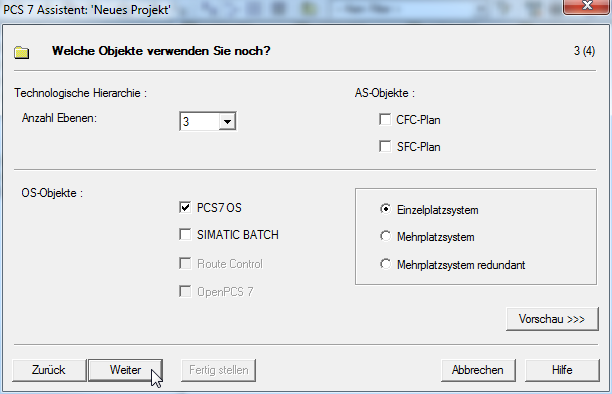 PCS 7 Assistent: 'Neues Projekt'
Welche Objekte verwenden Sie noch?
3 (4)
Technologische Hierarchie :
Anzahl Ebenen:
3
AS-Objekte :
CFC-Plan
SFC-Plan
OS-Objekte :
PCS7 OS
SIMATIC BATCH
Route Control
OpenPCS 7
Einzelplatzsystem
Mehrplatzsystem
Mehrplatzsystem redundant
Vorschau >>>
Zurück
Weiter
Fertig stellen
Abbrechen
Hilfe